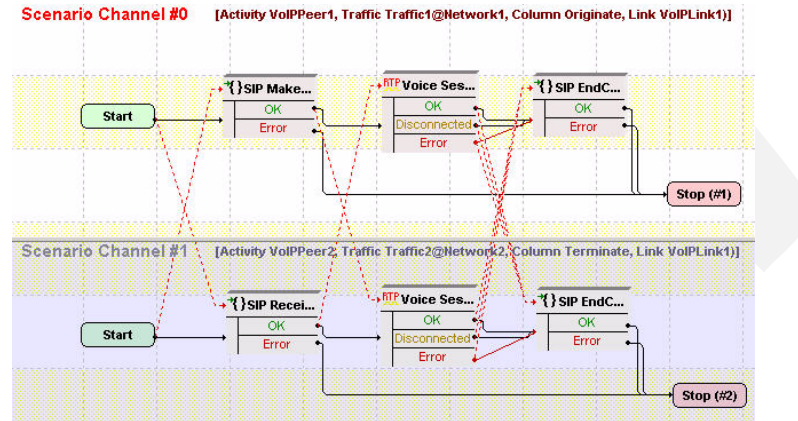 Scenario Channel #0 [Activity VoIPPeer1, Traffic Traffic1@Network1, Column Originate, Link VoIPLink1)]
{}SIP Make...
RTP Voice Ses...
{}SIP EndC...
Start
OK
Error
OK
Disconnected
Error
OK
Error
Stop (#1)
Scenario Channel #1 [Activity VoIPPeer2, Traffic Traffic2@Network2, Column Terminate, Link VoIPLink1)]
{}SIP Recei...
RTP Voice Ses...
{}SIP EndC...
Start
OK
Error
OK
Disconnected
Error
OK
Error
Stop (#2)